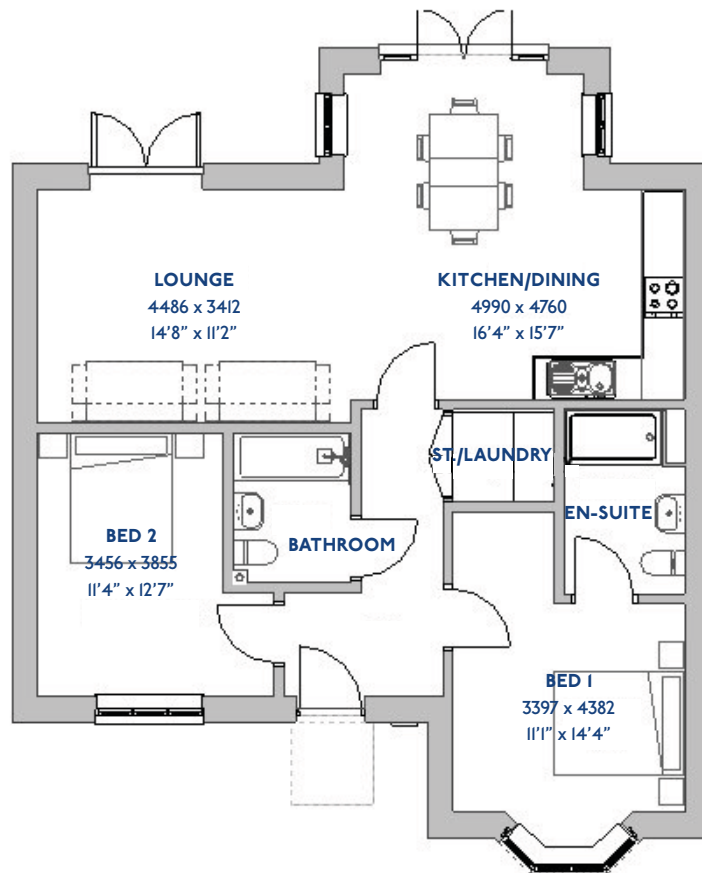 LOUNGE
4486 x 3412
14’8” x 11’2”
KITCHEN/DINING
4990 x 4760
16’4” x 15’7”
ST./LAUNDRY
EN-SUITE
BATHROOM
BED 2
3456 x 3855
11’4” x 12’7”
BED 1
3397 x 4382
11’1” x 14’4”